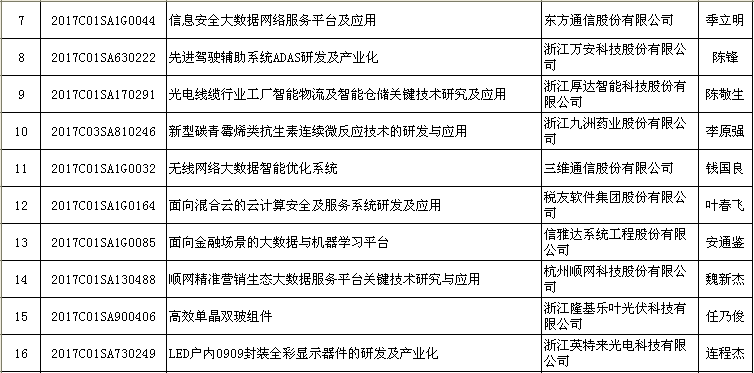 7 2017C01SA1G0044 信息安全大数据网络服务平台及应用 东方通信股份有限公司 季立明
8 2017C01SA630222 先进驾驶辅助系统ADAS研发及产业化 浙江万安科技股份有限公司 陈锋
9 2017C01SA170291 光电线缆行业工厂智能物流及智能仓储关键技术研究及应用 浙江厚达智能科技股份有限公司 陈敬生
10 2017C03SA810246 新型碳青霉烯类抗生素连续微反应技术的研发与应用 浙江九洲药业股份有限公司 李原强
11 2017C01SA1G0032 无线网络大数据智能优化系统 三维通信股份有限公司 钱国良
12 2017C01SA1G0164 面向混合云的云计算安全及服务系统研发及应用 税友软件集团股份有限公司 叶春飞
13 2017C01SA1G0085 面向金融场景的大数据与机器学习平台 信雅达系统工程股份有限公司 安通鉴
14 2017C01SA130488 顺网精准营销生态大数据服务平台关键技术研究与应用 杭州顺网科技股份有限公司 魏新杰
15 2017C01SA900406 高效单晶双玻组件 浙江隆基乐叶光伏科技有限公司 任乃俊
16 2017C01SA730249 LED户内0909封装全彩显示器件的研发及产业化 浙江英特来光电科技有限公司 连程杰